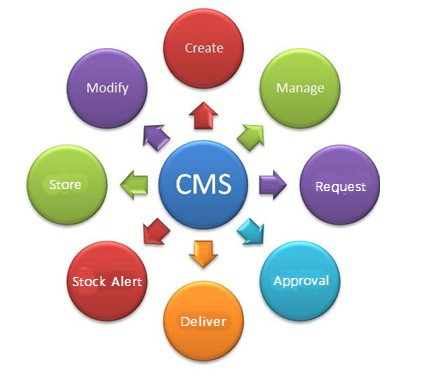 Create
Modify
Manage
Store
CMS
Request
Stock Alert
Approval
Deliver